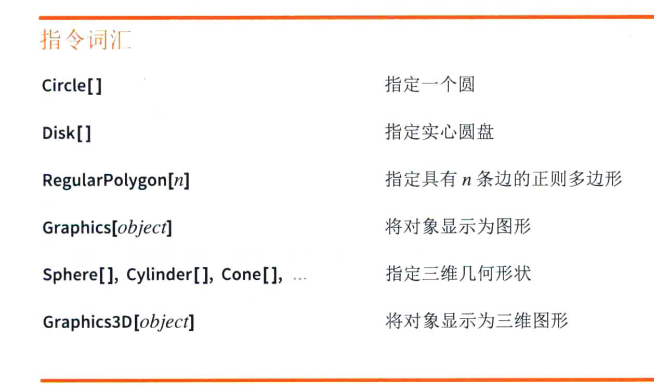 指令词汇
Circle[] 指定一个圆
Disk[] 指定实心圆盘
RegularPolygon[n] 指定具有 n 条边的正则多边形
Graphics[object] 将对象显示为图形
Sphere[], Cylinder[], Cone[], ... 指定三维几何形状
Graphics3D[object] 将对象显示为三维图形